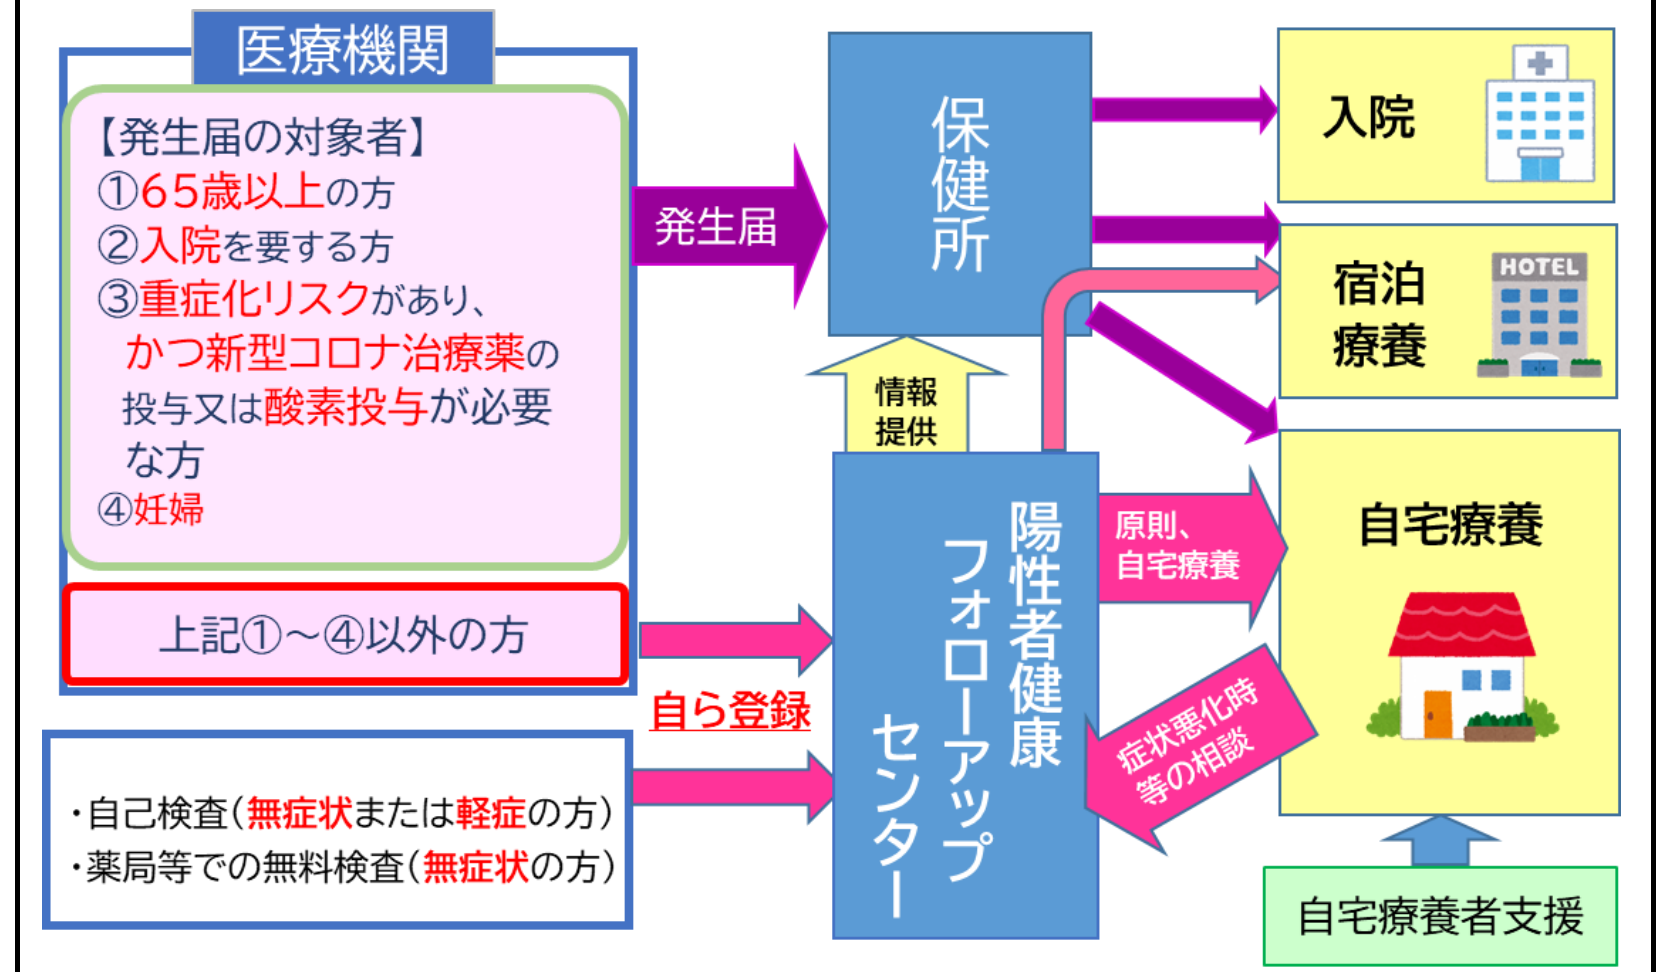 医療機関
【発生届の対象者】
①65歳以上の方
②入院を要する方
③重症化リスクがあり、
かつ新型コロナ治療薬の
投与又は酸素投与が必要
な方
④妊婦
上記①～④以外の方
・自己検査(無症状または軽症の方)
・薬局等での無料検査(無症状の方)
発生届
自ら登録
保健所
情報
提供
陽性者健康
フォローアップ
センター
原則、
自宅療養
症状悪化時
等の相談
入院
宿泊
療養
HOTEL
自宅療養
自宅療養者支援